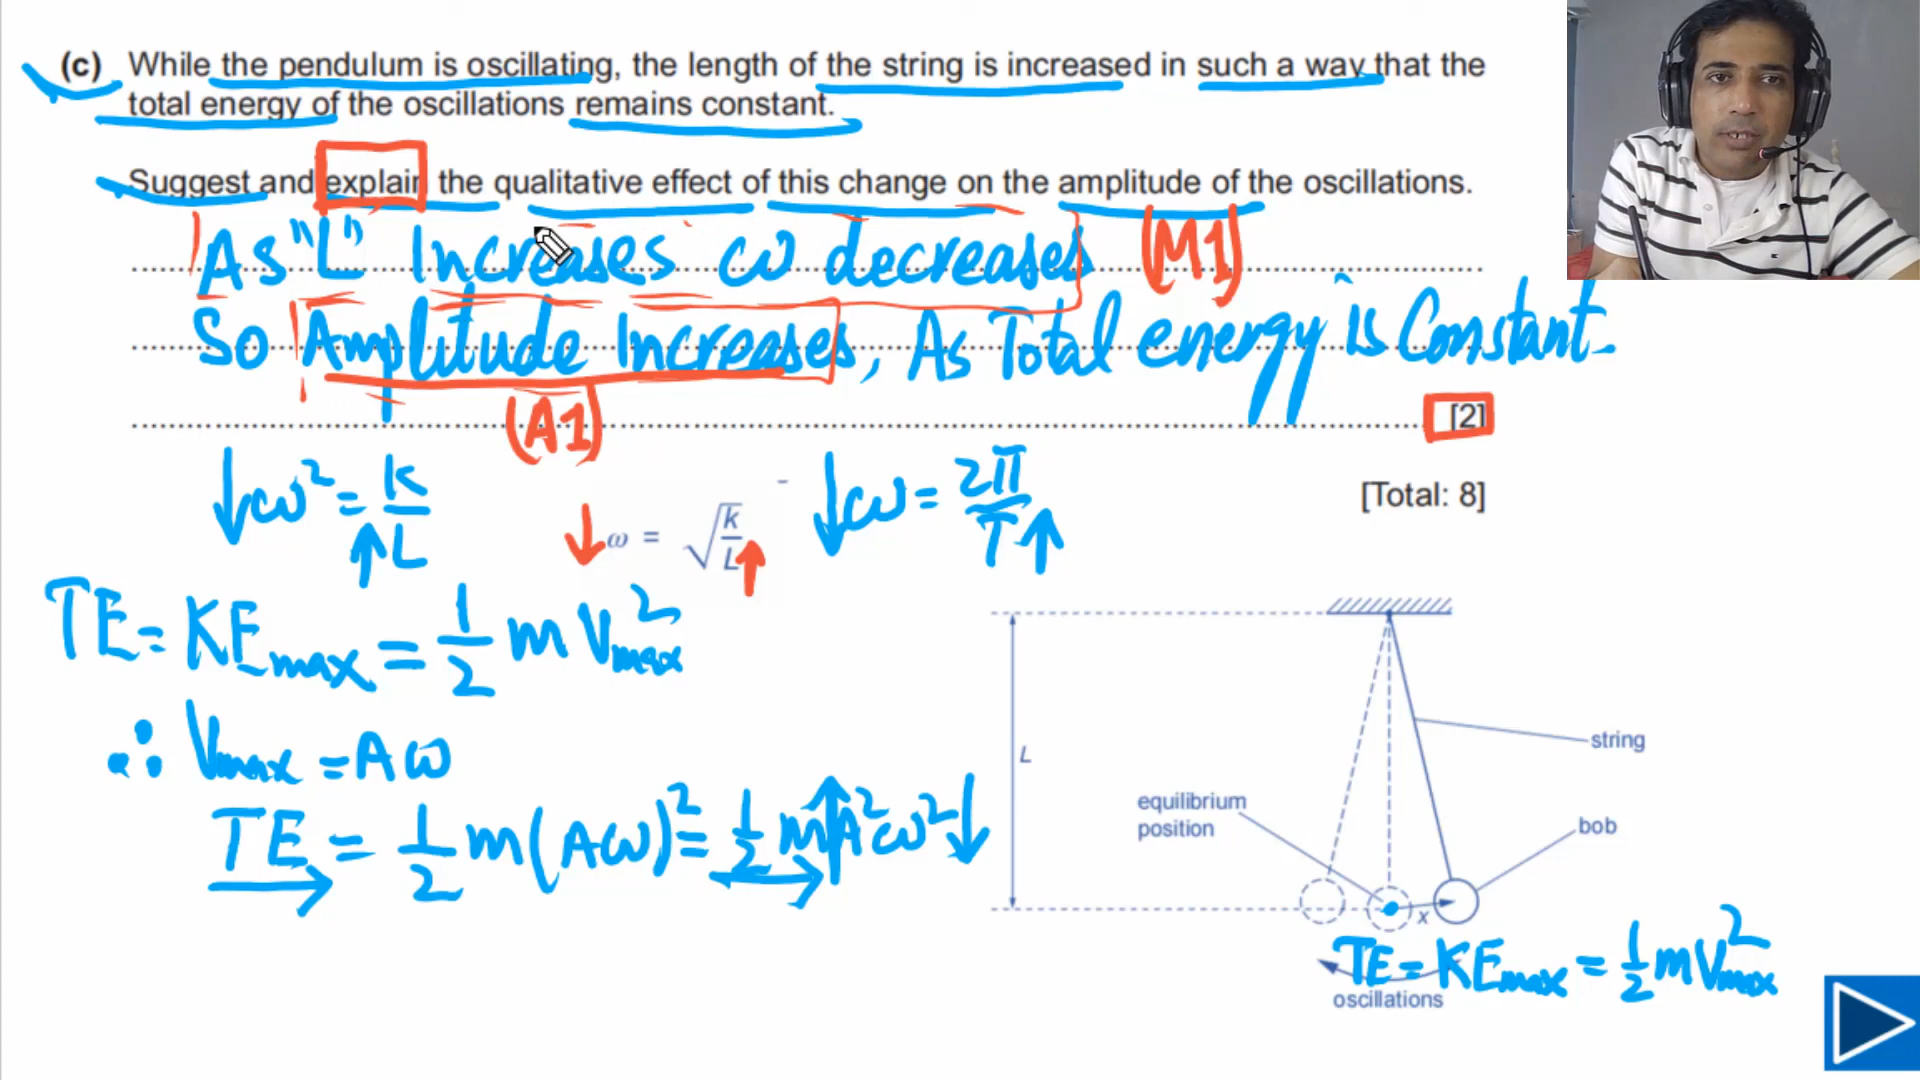 (c) While the pendulum is oscillating, the length of the string is increased in such a way that the
total energy of the oscillations remains constant.
Suggest and explain the qualitative effect of this change on the amplitude of the oscillations.
As "L" Increases ω decreases (M1)
So Amplitude Increases, As Total energy is Constant.
(A1)
[2]
↓ω² = k/L↑
↓ω = √(k/L)↑
↓ω = 2π/T↑
[Total: 8]
TE = KEmax = 1/2 m Vmax²
∴ Vmax = Aω
TE = 1/2 m(Aω)² = 1/2 m↑A²ω²↓
L
string
equilibrium
position
bob
x
TE = KEmax = 1/2 m Vmax²
oscillations